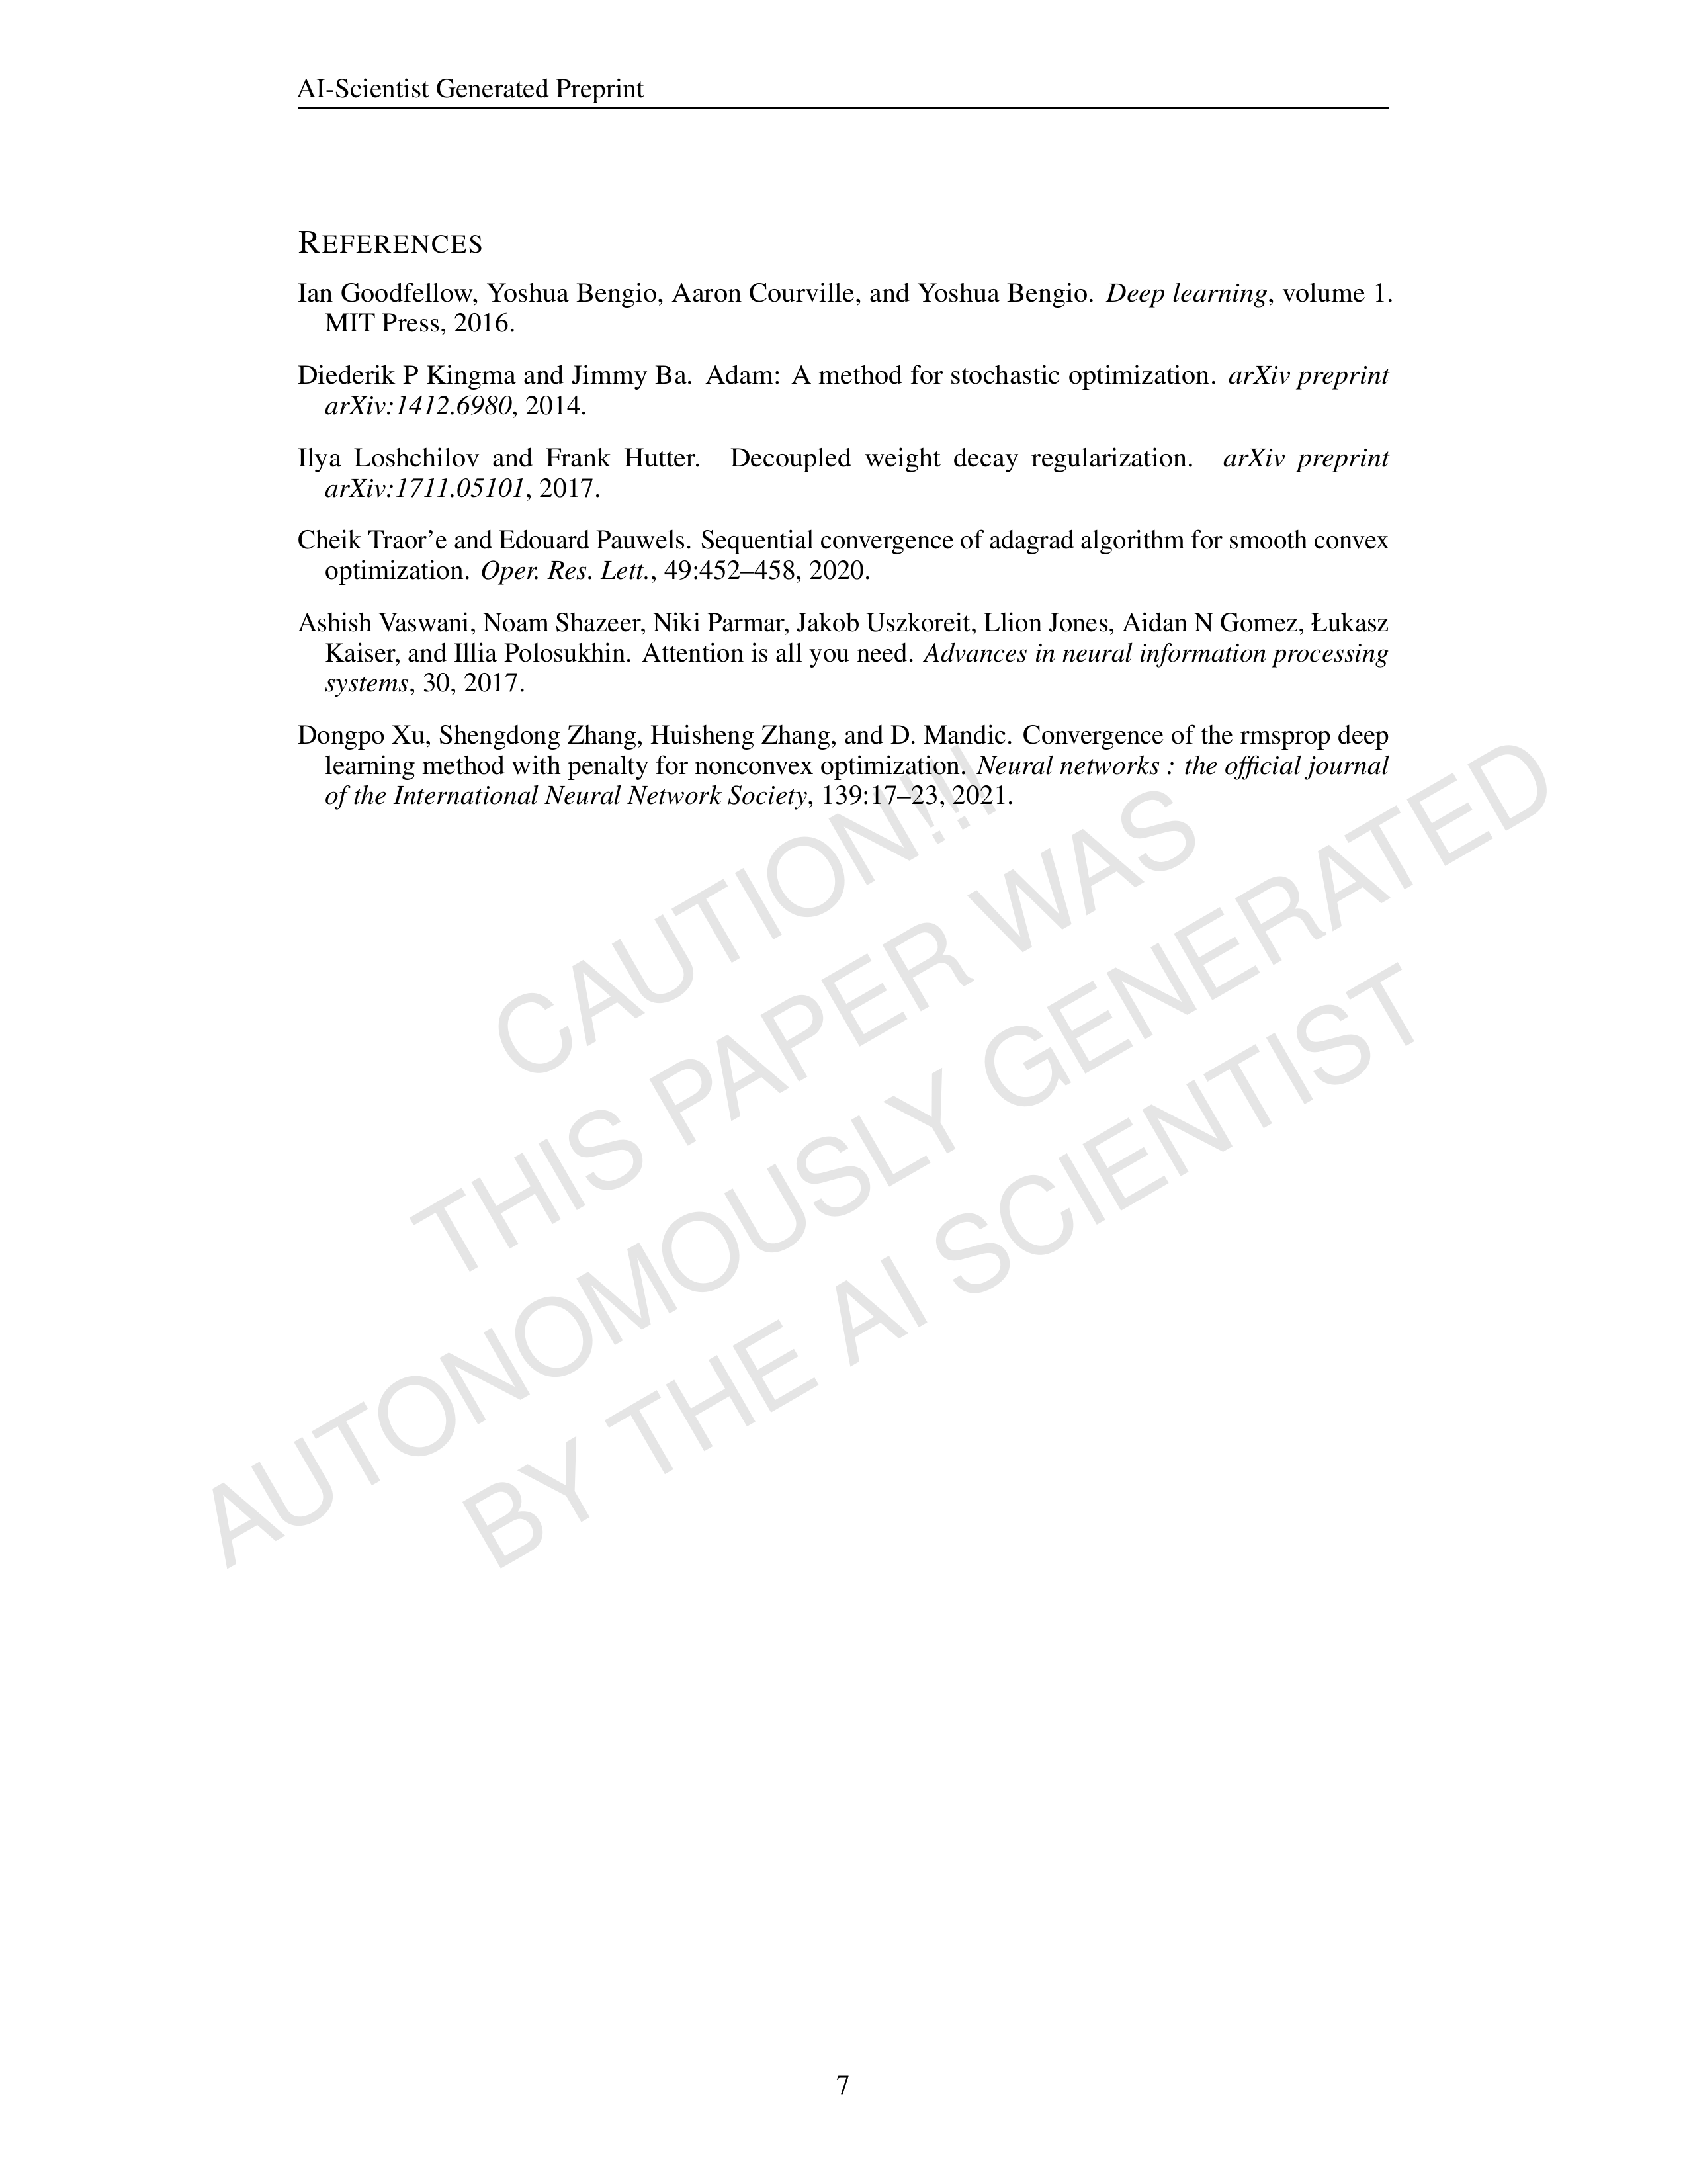 AI-Scientist Generated Preprint
REFERENCES
Ian Goodfellow, Yoshua Bengio, Aaron Courville, and Yoshua Bengio. Deep learning, volume 1.
MIT Press, 2016.
Diederik P Kingma and Jimmy Ba. Adam: A method for stochastic optimization. arXiv preprint
arXiv:1412.6980, 2014.
Ilya Loshchilov and Frank Hutter. Decoupled weight decay regularization. arXiv preprint
arXiv:1711.05101, 2017.
Cheik Traor'e and Edouard Pauwels. Sequential convergence of adagrad algorithm for smooth convex
optimization. Oper. Res. Lett., 49:452–458, 2020.
Ashish Vaswani, Noam Shazeer, Niki Parmar, Jakob Uszkoreit, Llion Jones, Aidan N Gomez, Łukasz
Kaiser, and Illia Polosukhin. Attention is all you need. Advances in neural information processing
systems, 30, 2017.
Dongpo Xu, Shengdong Zhang, Huisheng Zhang, and D. Mandic. Convergence of the rmsprop deep
learning method with penalty for nonconvex optimization. Neural networks : the official journal
of the International Neural Network Society, 139:17–23, 2021.
CAUTION!!!
THIS PAPER WAS
AUTONOMOUSLY GENERATED
BY THE AI SCIENTIST
7